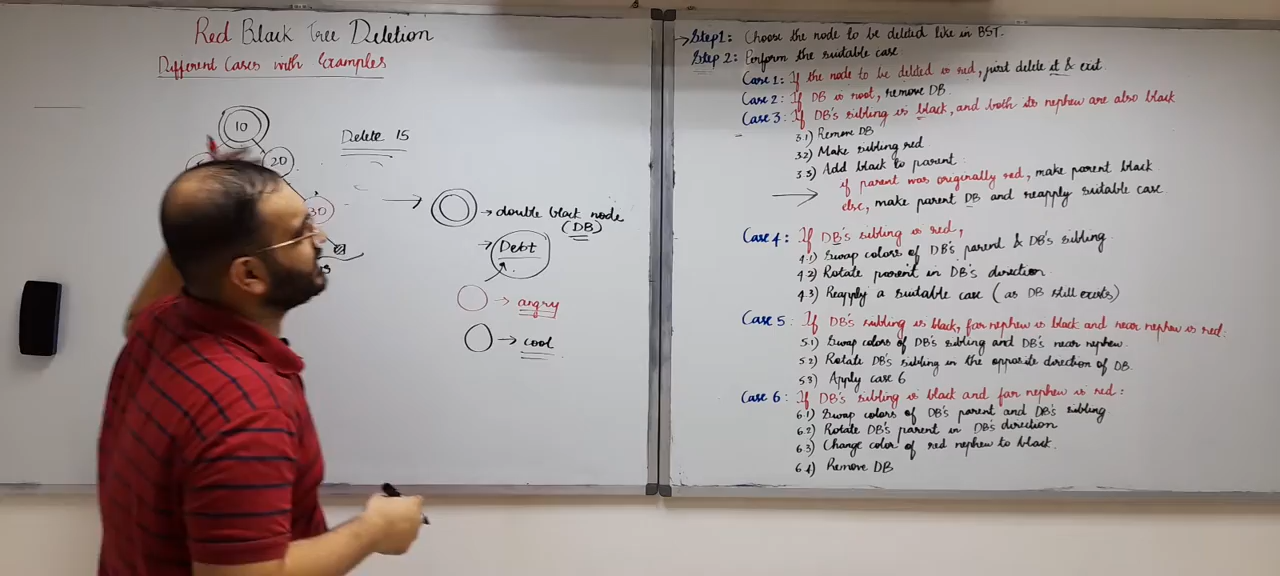 Red Black Tree Deletion
Different Cases with Examples
10
20
30
Delete 15
double black node
(DB)
Debt
angry
cool
Step1: Choose the node to be deleted like in BST.
Step 2: Perform the suitable case.
Case 1: If the node to be deleted is red, just delete it & exit
Case 2: If DB is root, remove DB.
Case 3: If DB's sibling is black, and both its nephew are also black
3.1) Remove DB
3.2) Make sibling red
3.3) Add black to parent:
if parent was originally red, make parent black
else, make parent DB and reapply suitable case
Case 4: If DB's sibling is red,
4.1) Swap colors of DB's parent & DB's sibling.
4.2) Rotate parent in DB's direction.
4.3) Reapply a suitable case (as DB still exists)
Case 5: If DB's sibling is black, far nephew is black and near nephew is red:
5.1) Swap colors of DB's sibling and DB's near nephew.
5.2) Rotate DB's sibling in the opposite direction of DB.
5.3) Apply case 6
Case 6: If DB's sibling is black and far nephew is red:
6.1) Swap colors of DB's parent and DB's sibling
6.2) Rotate DB's parent in DB's direction
6.3) Change color of red nephew to black.
6.4) Remove DB